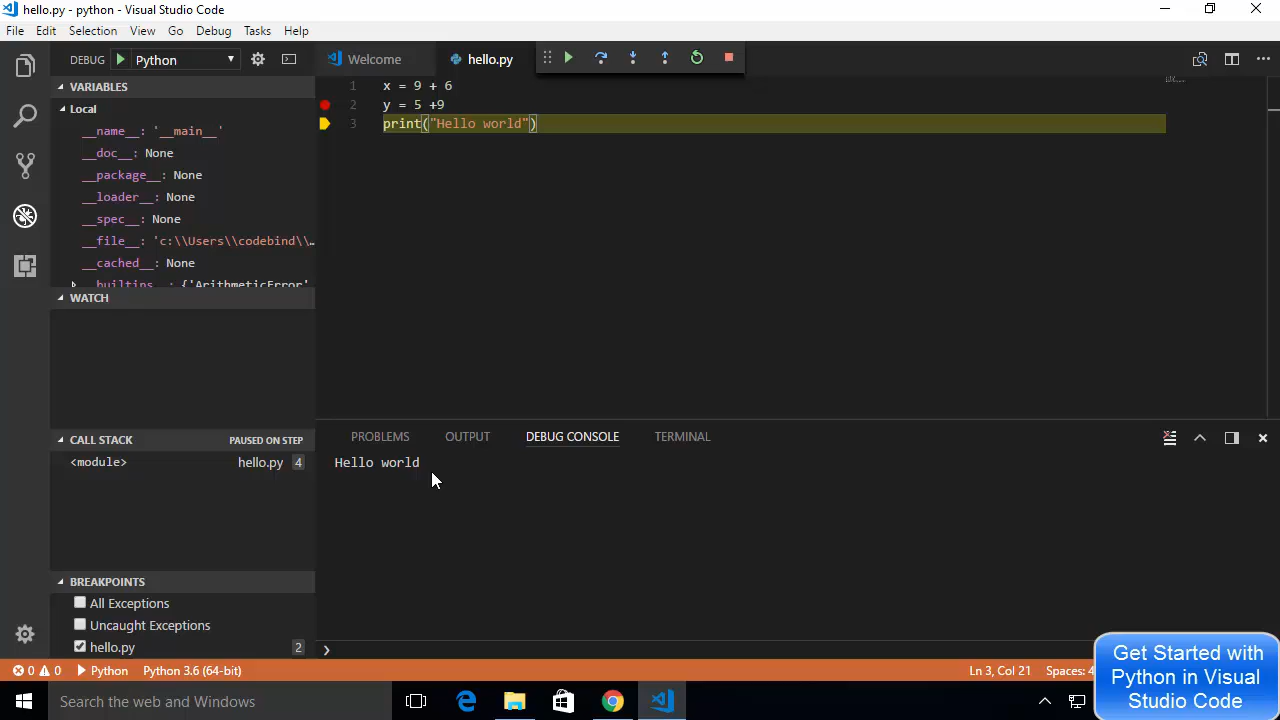 hello.py - python - Visual Studio Code
File Edit Selection View Go Debug Tasks Help
DEBUG Python
Welcome
hello.py
VARIABLES
Local
__name__: '__main__'
__doc__: None
__package__: None
__loader__: None
__spec__: None
__file__: 'c:\\Users\\codebind\\…
__cached__: None
__builtins__: {'ArithmeticError'
WATCH
CALL STACK PAUSED ON STEP
<module> hello.py 4
BREAKPOINTS
All Exceptions
Uncaught Exceptions
hello.py 2
1 x = 9 + 6
2 y = 5 +9
3 print("Hello world")
PROBLEMS OUTPUT DEBUG CONSOLE TERMINAL
Hello world
0 0 Python Python 3.6 (64-bit) Ln 3, Col 21 Spaces: 4
Get Started with
Python in Visual
Studio Code
Search the web and Windows